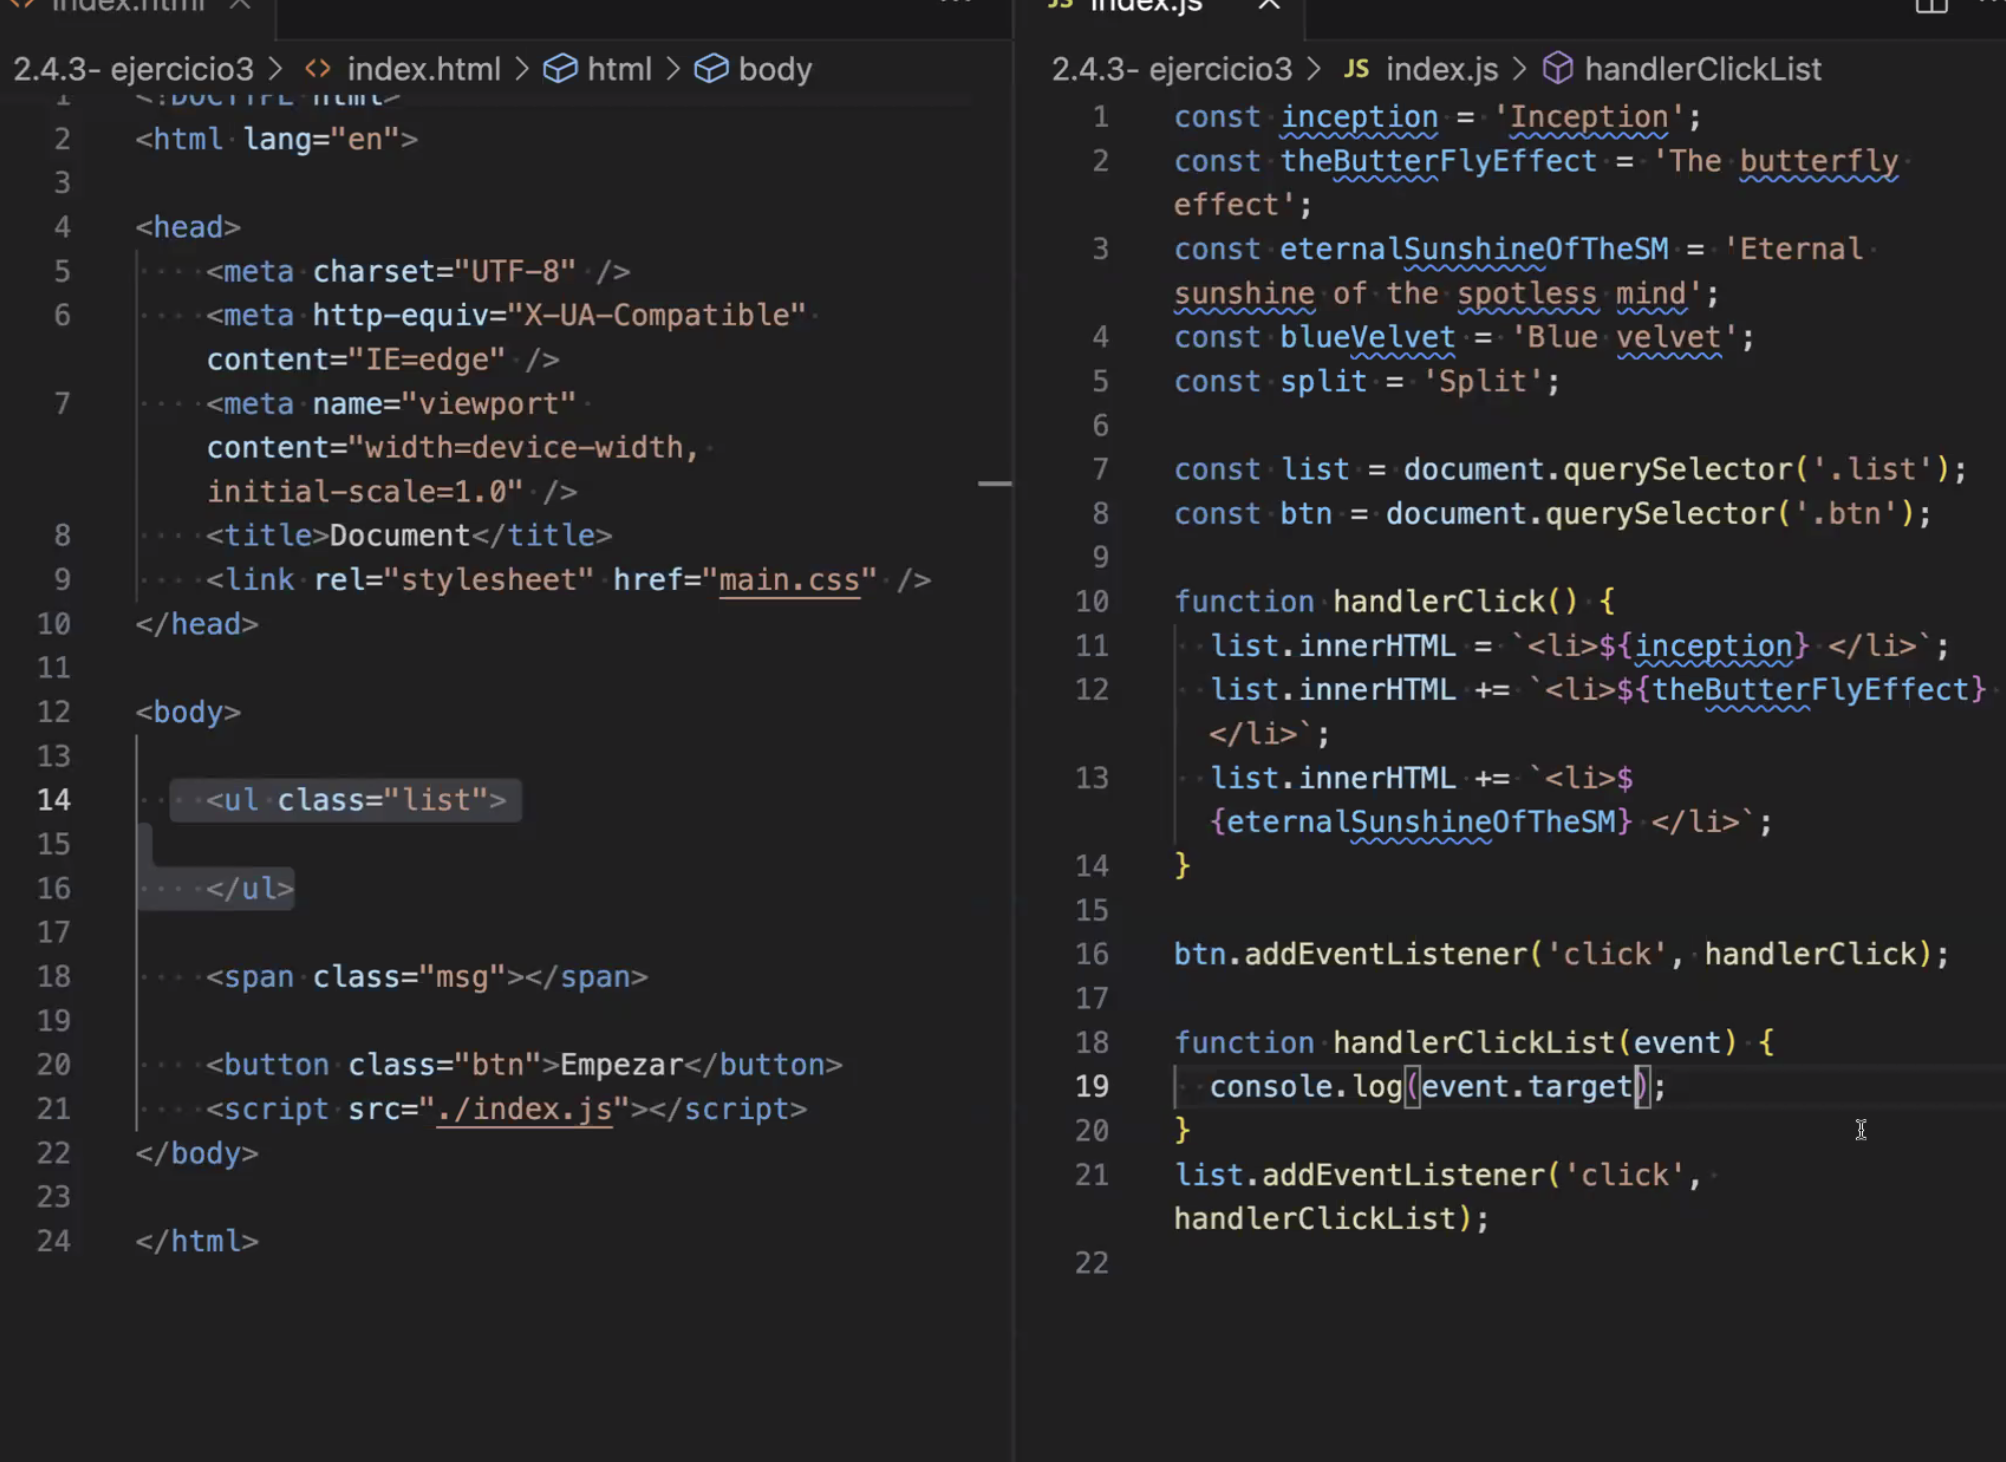 index.html
2.4.3- ejercicio3 > index.html > html > body
1 <!DOCTYPE html>
2 <html lang="en">
3
4 <head>
5 <meta charset="UTF-8" />
6 <meta http-equiv="X-UA-Compatible"
content="IE=edge" />
7 <meta name="viewport"
content="width=device-width,
initial-scale=1.0" />
8 <title>Document</title>
9 <link rel="stylesheet" href="main.css" />
10 </head>
11
12 <body>
13
14 <ul class="list">
15
16 </ul>
17
18 <span class="msg"></span>
19
20 <button class="btn">Empezar</button>
21 <script src="./index.js"></script>
22 </body>
23
24 </html>
JS index.js
2.4.3- ejercicio3 > JS index.js > handlerClickList
1 const inception = 'Inception';
2 const theButterFlyEffect = 'The butterfly
effect';
3 const eternalSunshineOfTheSM = 'Eternal
sunshine of the spotless mind';
4 const blueVelvet = 'Blue velvet';
5 const split = 'Split';
6
7 const list = document.querySelector('.list');
8 const btn = document.querySelector('.btn');
9
10 function handlerClick() {
11 list.innerHTML = `<li>${inception} </li>`;
12 list.innerHTML += `<li>${theButterFlyEffect}
</li>`;
13 list.innerHTML += `<li>$
{eternalSunshineOfTheSM} </li>`;
14 }
15
16 btn.addEventListener('click', handlerClick);
17
18 function handlerClickList(event) {
19 console.log(event.target);
20 }
21 list.addEventListener('click',
handlerClickList);
22